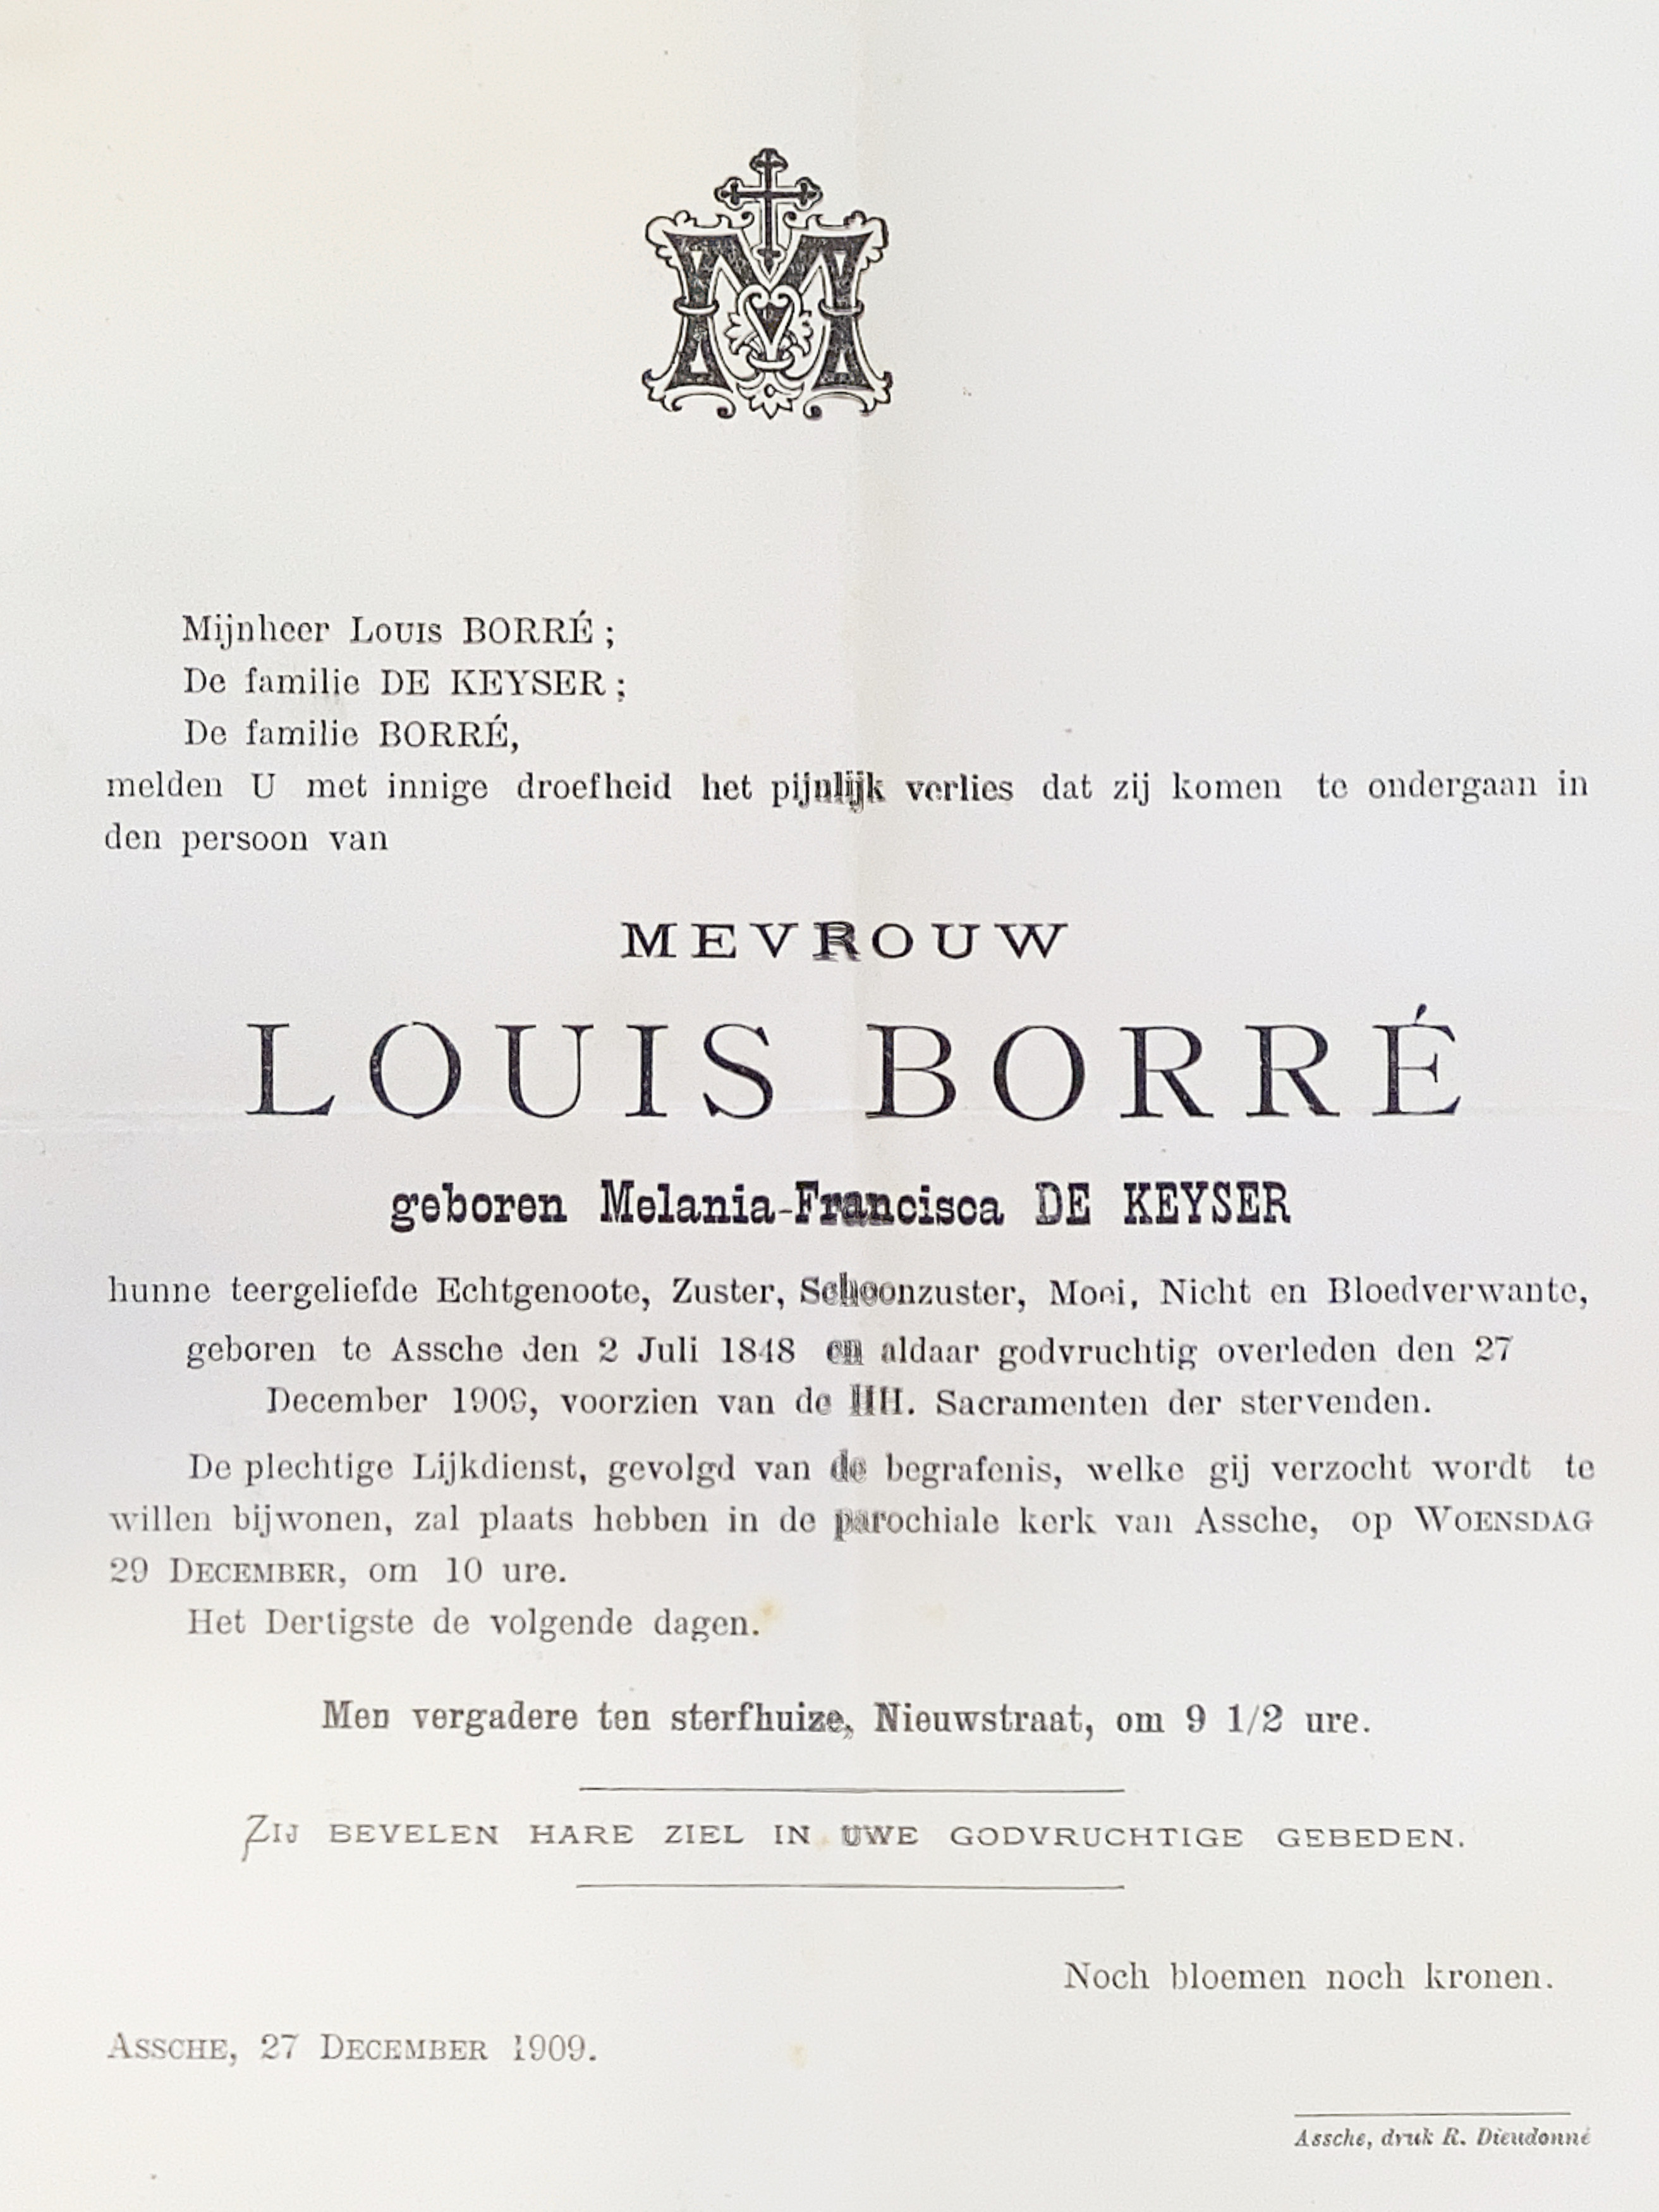 M
Mijnheer Louis BORRÉ ;
De familie DE KEYSER ;
De familie BORRÉ,
melden U met innige droefheid het pijnlijk verlies dat zij komen te ondergaan in
den persoon van
MEVROUW
LOUIS BORRÉ
geboren Melania-Francisca DE KEYSER
hunne teergeliefde Echtgenoote, Zuster, Schoonzuster, Moei, Nicht en Bloedverwante,
geboren te Assche den 2 Juli 1848 en aldaar godvruchtig overleden den 27
December 1909, voorzien van de HH. Sacramenten der stervenden.
De plechtige Lijkdienst, gevolgd van de begrafenis, welke gij verzocht wordt te
willen bijwonen, zal plaats hebben in de parochiale kerk van Assche, op WOENSDAG
29 DECEMBER, om 10 ure.
Het Dertigste de volgende dagen.
Men vergadere ten sterfhuize, Nieuwstraat, om 9 1/2 ure.
ZIJ BEVELEN HARE ZIEL IN UWE GODVRUCHTIGE GEBEDEN.
Noch bloemen noch kronen.
ASSCHE, 27 DECEMBER 1909.
Assche, druk R. Dieudonné